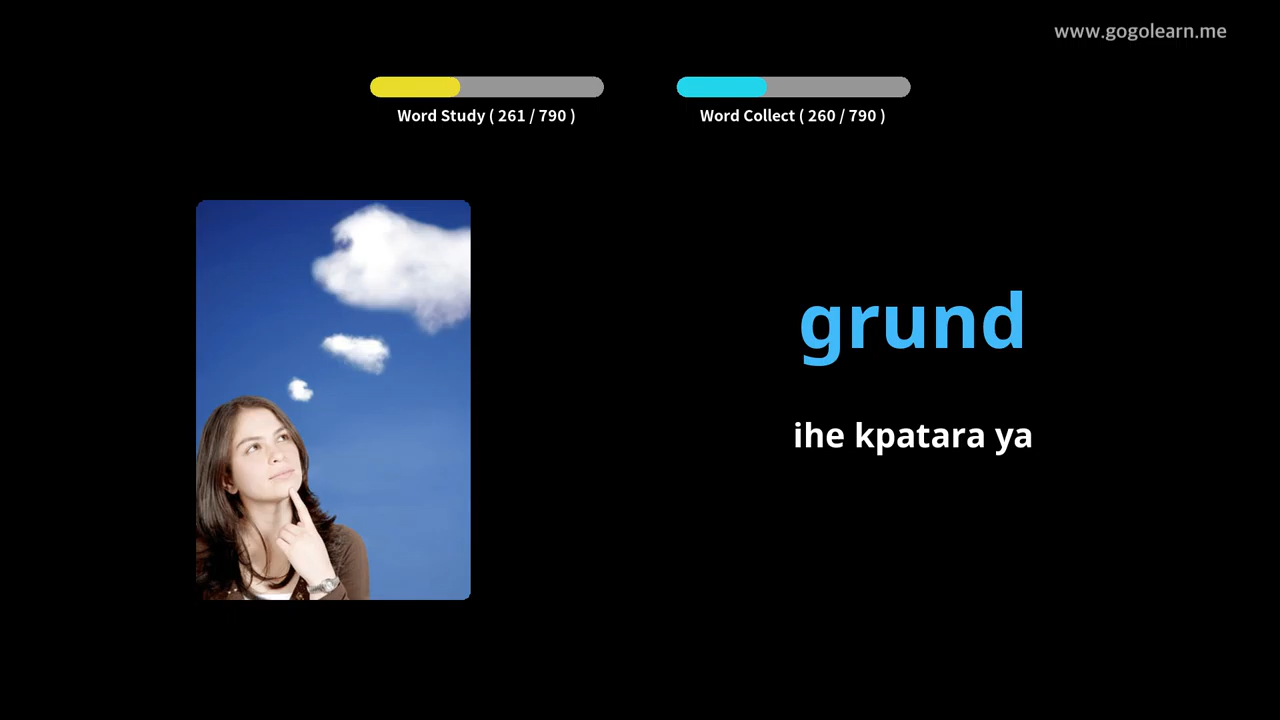 www.gogolearn.me
Word Study ( 261 / 790 )
Word Collect ( 260 / 790 )
grund
ihe kpatara ya